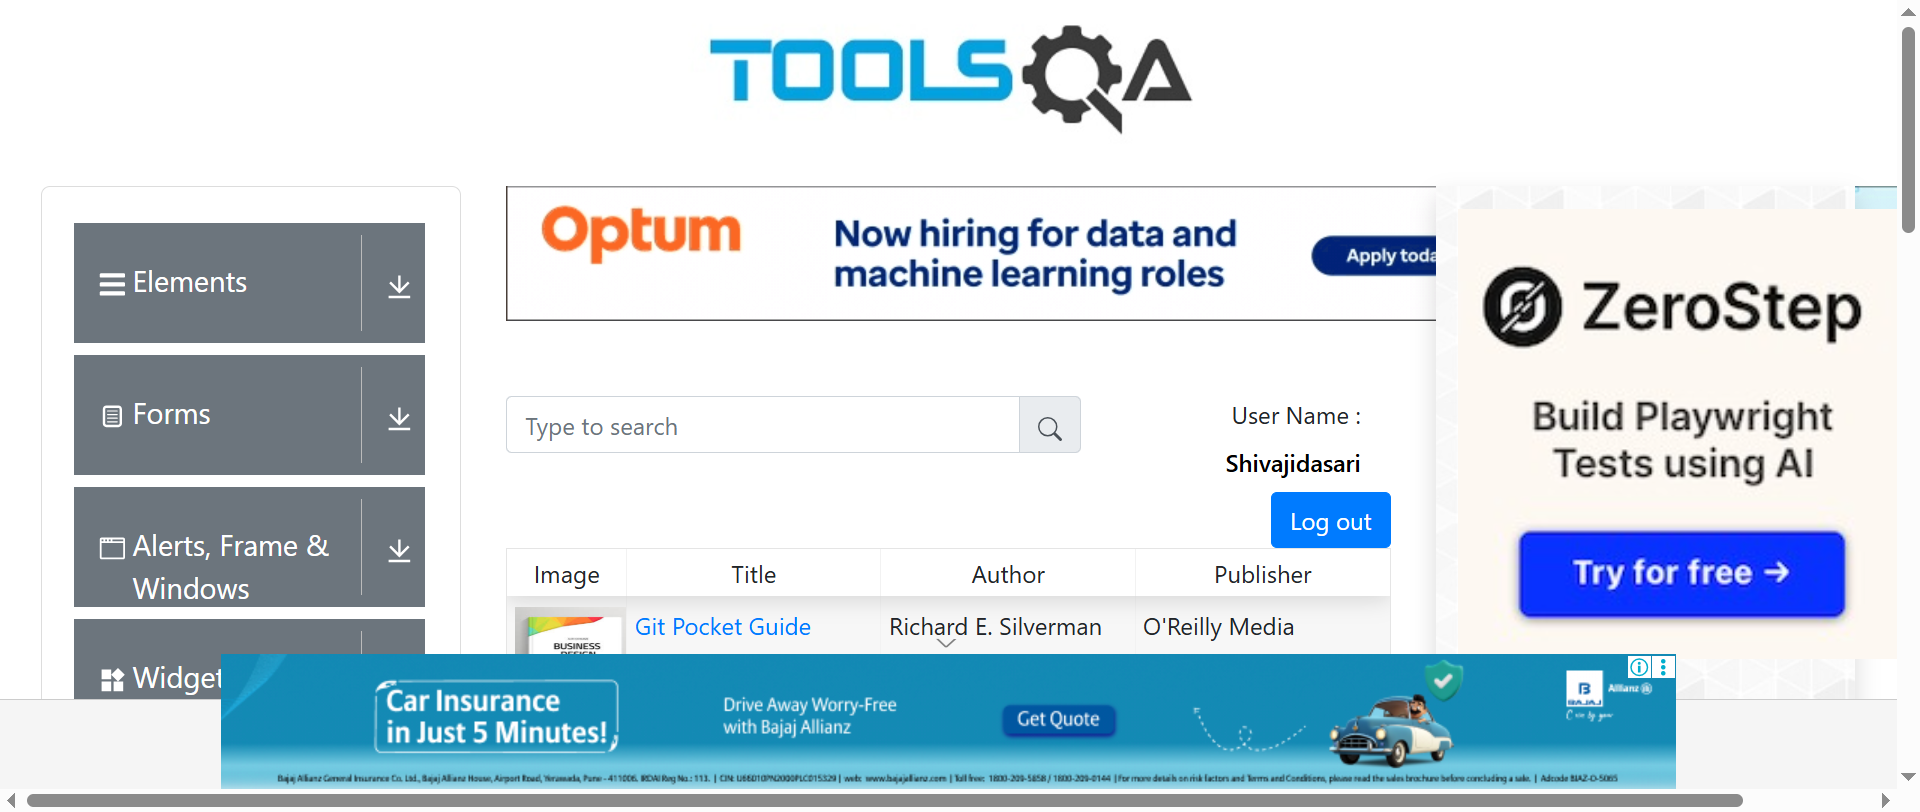 TOOLSQA
Elements
Forms
Alerts, Frame &
Windows
Widget
Optum
Now hiring for data and
machine learning roles
Apply toda
Type to search
User Name :
Shivajidasari
Log out
Image Title Author Publisher
Git Pocket Guide Richard E. Silverman O'Reilly Media
BUSINESS
ZeroStep
Build Playwright
Tests using AI
Try for free →
Car Insurance
in Just 5 Minutes!
Drive Away Worry-Free
with Bajaj Allianz
Get Quote
B
BAJAJ
Allianz
Bajaj Allianz General Insurance Co. Ltd., Bajaj Allianz House, Airport Road, Yerawada, Pune - 411006. IRDAI Reg No.: 113. | CIN: U66010PN2000PLC015329 | web: www.bajajallianz.com | Toll free: 1800-209-5858 / 1800-209-0144 | For more details on risk factors and Terms and Conditions, please read the sales brochure before concluding a sale. | Adcode BIAZ-O-5065